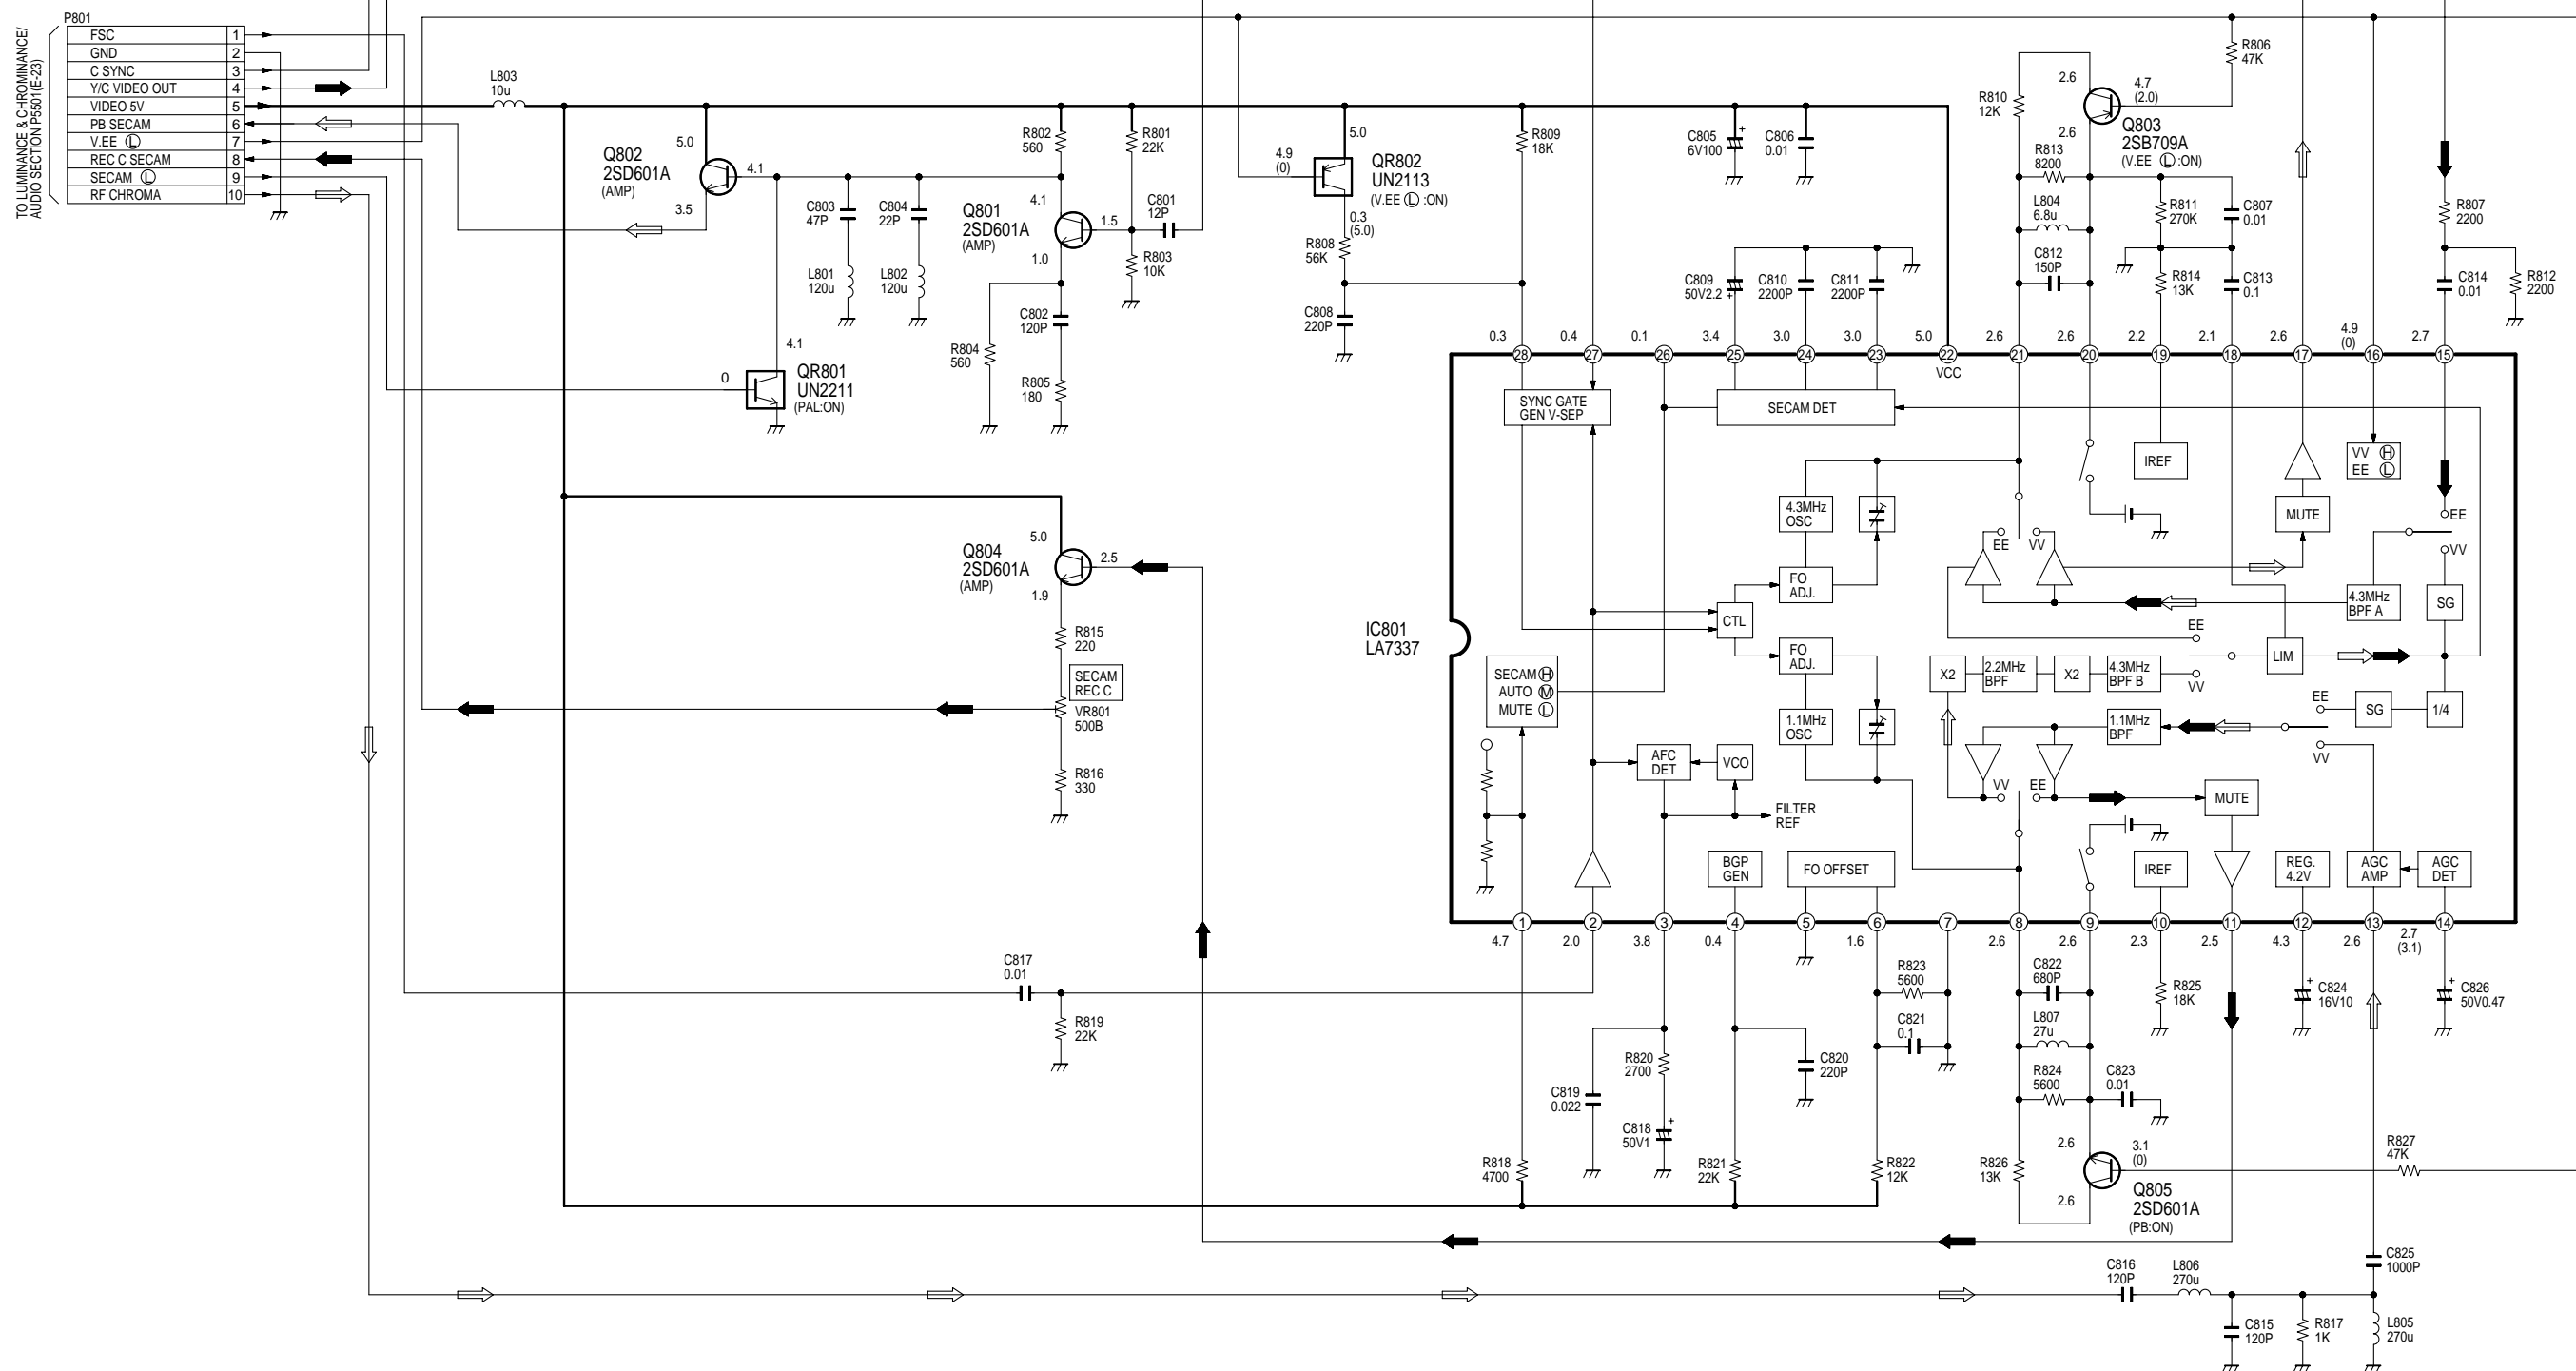 P801
TO LUMINANCE & CHROMINANCE/
AUDIO SECTION P5501(E-23)
FSC 1
GND 2
C SYNC 3
Y/C VIDEO OUT 4
VIDEO 5V 5
PB SECAM 6
V.EE Ⓛ 7
REC C SECAM 8
SECAM Ⓛ 9
RF CHROMA 10
L803
10u
Q802
2SD601A
(AMP)
5.0
4.1
3.5
C803
47P
C804
22P
L801
120u
L802
120u
R802
560
R801
22K
Q801
2SD601A
(AMP)
4.1
1.5
1.0
C801
12P
R803
10K
C802
120P
R804
560
R805
180
4.1
0
QR801
UN2211
(PAL:ON)
4.9
(0)
5.0
QR802
UN2113
(V.EE Ⓛ :ON)
0.3
(5.0)
R808
56K
C808
220P
R809
18K
C805
6V100
+
C806
0.01
C809
50V2.2 +
C810
2200P
C811
2200P
R810
12K
2.6
4.7
(2.0)
Q803
2SB709A
(V.EE Ⓛ :ON)
2.6
R806
47K
R813
8200
L804
6.8u
C812
150P
R811
270K
C807
0.01
R814
13K
C813
0.1
R807
2200
C814
0.01
R812
2200
0.3
0.4
0.1
3.4
3.0
3.0
5.0
2.6
2.6
2.2
2.1
2.6
4.9
(0)
2.7
28 27 26 25 24 23 22 21 20 19 18 17 16 15
VCC
SYNC GATE
GEN V-SEP
SECAM DET
IREF
VV Ⓗ
EE Ⓛ
4.3MHz
OSC
MUTE
EE
VV
EE
VV
FO
ADJ.
CTL
4.3MHz
BPF A
SG
IC801
LA7337
FO
ADJ.
EE
LIM
SECAM Ⓗ
AUTO Ⓜ
MUTE Ⓛ
X2
2.2MHz
BPF
X2
4.3MHz
BPF B
VV
EE
SG
1/4
1.1MHz
OSC
1.1MHz
BPF
VV
AFC
DET
VCO
VV
EE
MUTE
FILTER
REF
BGP
GEN
FO OFFSET
IREF
REG.
4.2V
AGC
AMP
AGC
DET
1 2 3 4 5 6 7 8 9 10 11 12 13 14
4.7
2.0
3.8
0.4
1.6
2.6
2.6
2.3
2.5
4.3
2.6
2.7
(3.1)
Q804
2SD601A
(AMP)
5.0
2.5
1.9
R815
220
SECAM
REC C
VR801
500B
R816
330
C817
0.01
R819
22K
R823
5600
C821
0.1
C822
680P
L807
27u
R824
5600
C823
0.01
R825
18K
+
C824
16V10
+
C826
50V0.47
R820
2700
C819
0.022
C818
50V1
+
C820
220P
R818
4700
R821
22K
R822
12K
R826
13K
2.6
3.1
(0)
Q805
2SD601A
(PB:ON)
2.6
R827
47K
C825
1000P
C816
120P
L806
270u
C815
120P
R817
1K
L805
270u